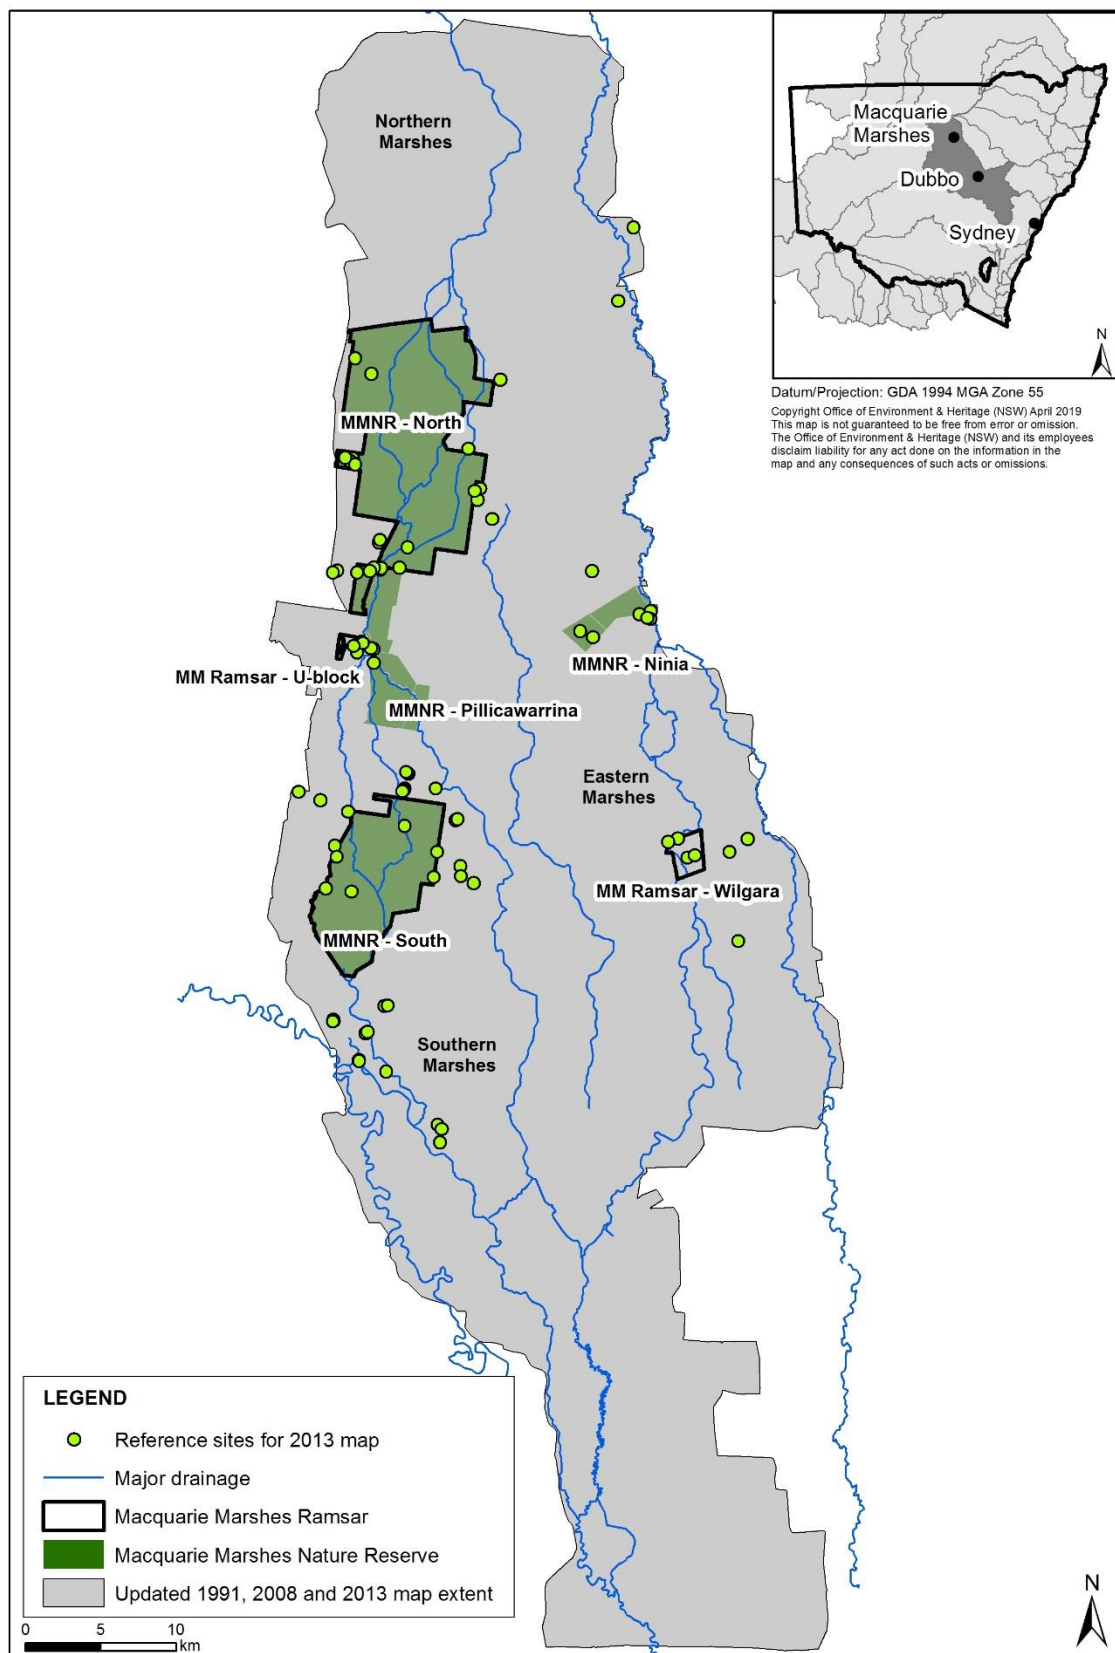 Northern
Marshes
Macquarie
Marshes
Dubbo
Sydney
N
Datum/Projection: GDA 1994 MGA Zone 55
Copyright Office of Environment & Heritage (NSW) April 2019
This map is not guaranteed to be free from error or omission.
The Office of Environment & Heritage (NSW) and its employees
disclaim liability for any act done on the information in the
map and any consequences of such acts or omissions.
MMNR - North
MMNR - Ninia
MM Ramsar - U-block
MMNR - Pillicawarrina
Eastern
Marshes
MM Ramsar - Wilgara
MMNR - South
Southern
Marshes
LEGEND
Reference sites for 2013 map
Major drainage
Macquarie Marshes Ramsar
Macquarie Marshes Nature Reserve
Updated 1991, 2008 and 2013 map extent
0 5 10
km
N